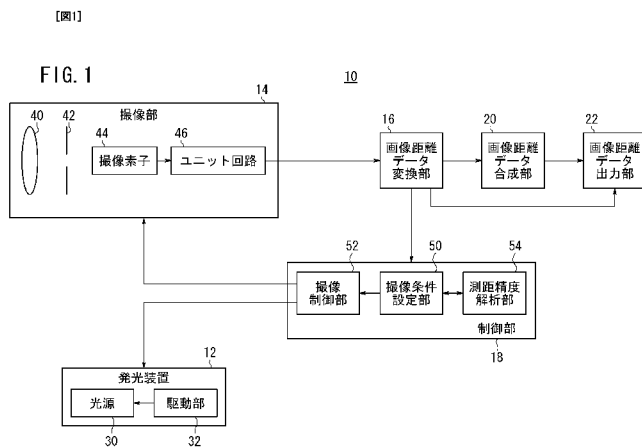 [図1]
FIG. 1
10
14
撮像部
40
42
44
撮像素子
46
ユニット回路
16
画像距離
データ
変換部
20
画像距離
データ
合成部
22
画像距離
データ
出力部
52
撮像
制御部
50
撮像条件
設定部
54
測距精度
解析部
制御部
18
12
発光装置
光源
30
駆動部
32